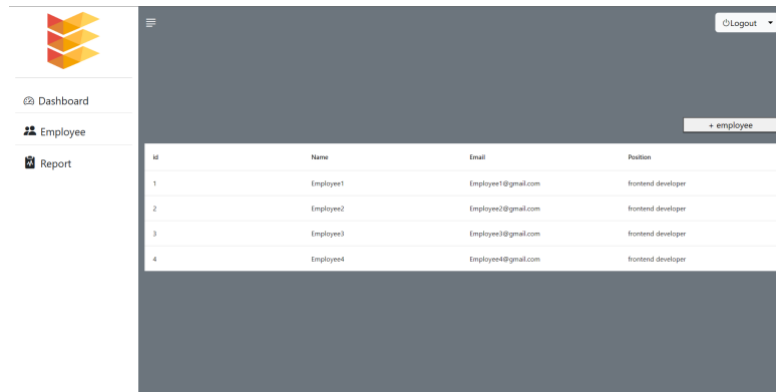 Logout
Dashboard
Employee
Report
+ employee
id Name Email Position
1 Employee1 Employee1@gmail.com frontend developer
2 Employee2 Employee2@gmail.com frontend developer
3 Employee3 Employee3@gmail.com frontend developer
4 Employee4 Employee4@gmail.com frontend developer